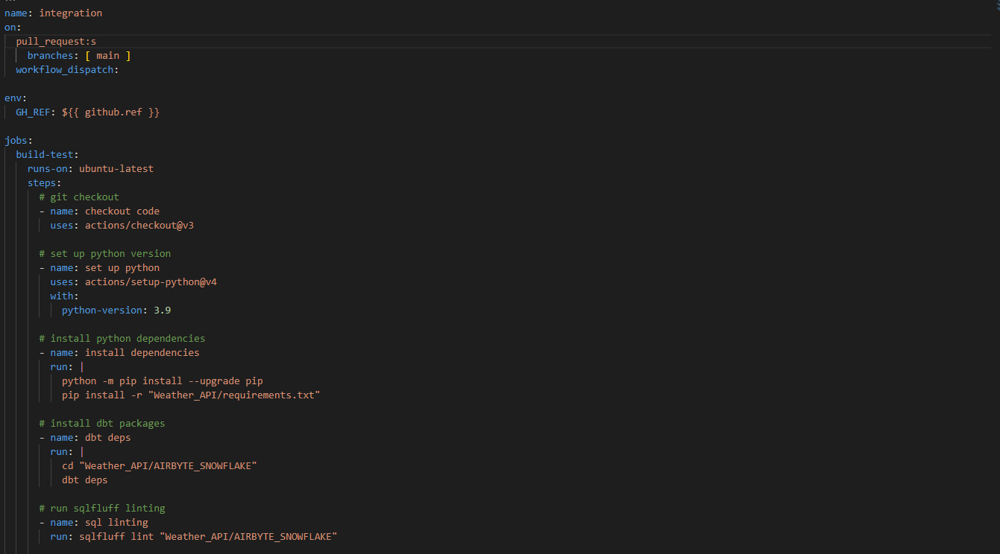 name: integration
on:
  pull_request:s
    branches: [ main ]
  workflow_dispatch:

env:
  GH_REF: ${{ github.ref }}

jobs:
  build-test:
    runs-on: ubuntu-latest
    steps:
      # git checkout
      - name: checkout code
        uses: actions/checkout@v3

      # set up python version
      - name: set up python
        uses: actions/setup-python@v4
        with:
          python-version: 3.9

      # install python dependencies
      - name: install dependencies
        run: |
          python -m pip install --upgrade pip
          pip install -r "Weather_API/requirements.txt"

      # install dbt packages
      - name: dbt deps
        run: |
          cd "Weather_API/AIRBYTE_SNOWFLAKE"
          dbt deps

      # run sqlfluff linting
      - name: sql linting
        run: sqlfluff lint "Weather_API/AIRBYTE_SNOWFLAKE"